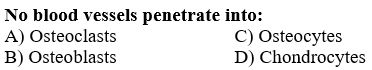 No blood vessels penetrate into:
A) Osteoclasts C) Osteocytes
B) Osteoblasts D) Chondrocytes